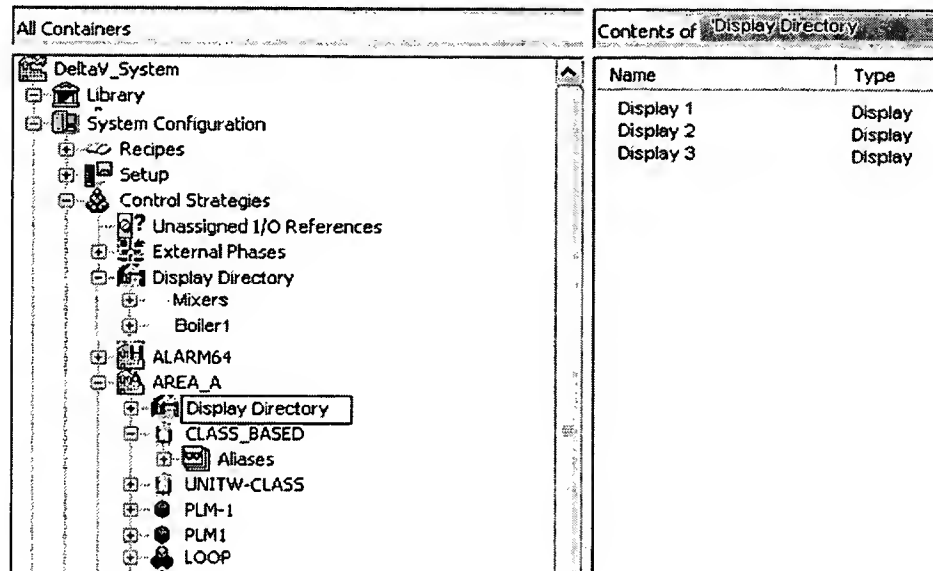 All Containers
DeltaV_System
Library
System Configuration
Recipes
Setup
Control Strategies
Unassigned I/O References
External Phases
Display Directory
Mixers
Boiler1
ALARM64
AREA_A
Display Directory
CLASS_BASED
Aliases
UNITW-CLASS
PLM-1
PLM1
LOOP
Contents of 'Display Directory
Name Type
Display 1 Display
Display 2 Display
Display 3 Display